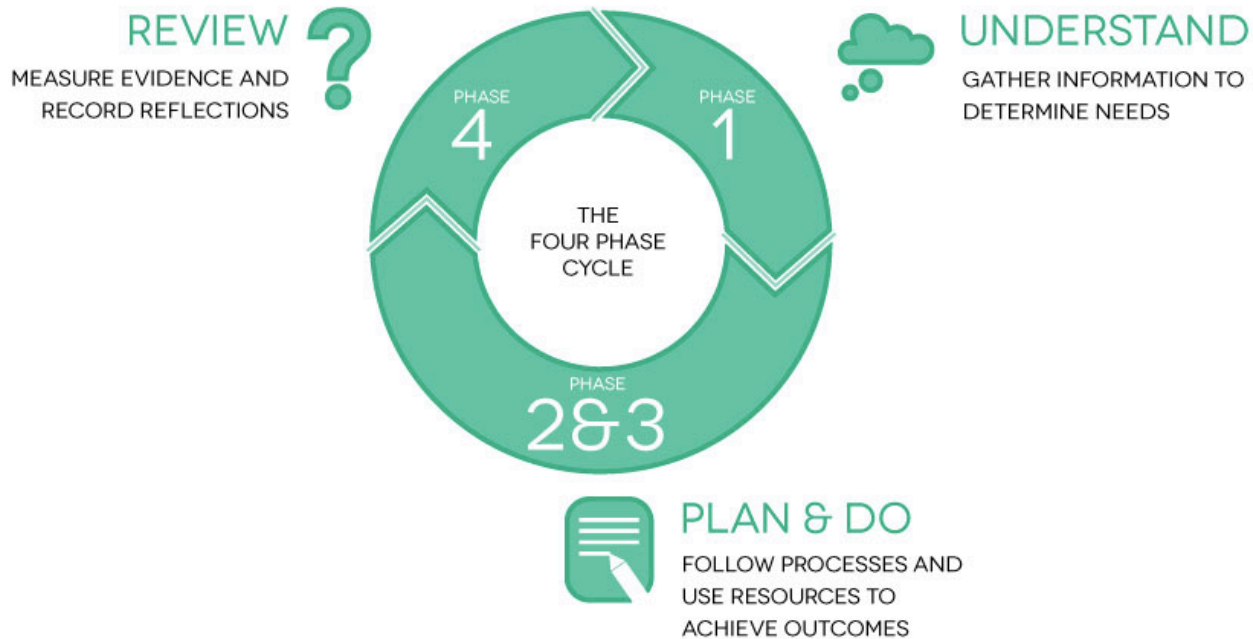 REVIEW
MEASURE EVIDENCE AND
RECORD REFLECTIONS
UNDERSTAND
GATHER INFORMATION TO
DETERMINE NEEDS
PHASE
4
PHASE
1
THE
FOUR PHASE
CYCLE
PHASE
2&3
PLAN & DO
FOLLOW PROCESSES AND
USE RESOURCES TO
ACHIEVE OUTCOMES